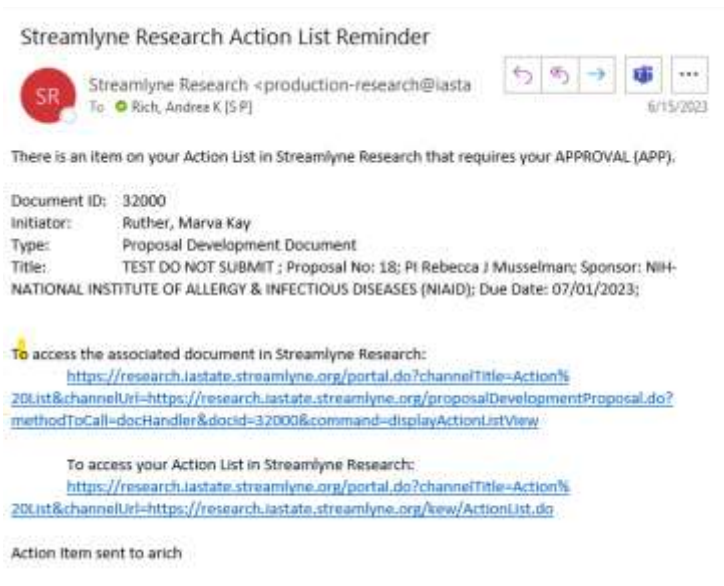 Streamlyne Research Action List Reminder
SR
Streamlyne Research <production-research@iasta
To Rich, Andrea K [S P]
6/15/2023
There is an item on your Action List in Streamlyne Research that requires your APPROVAL (APP).
Document ID: 32000
Initiator: Ruther, Marva Kay
Type: Proposal Development Document
Title: TEST DO NOT SUBMIT ; Proposal No: 18; PI Rebecca J Musselman; Sponsor: NIH-
NATIONAL INSTITUTE OF ALLERGY & INFECTIOUS DISEASES (NIAID); Due Date: 07/01/2023;
To access the associated document in Streamlyne Research:
https://research.iastate.streamlyne.org/portal.do?channelTitle=Action%
20List&channelUrl=https://research.iastate.streamlyne.org/proposalDevelopmentProposal.do?
methodToCall=docHandler&docId=32000&command=displayActionListView
To access your Action List in Streamlyne Research:
https://research.iastate.streamlyne.org/portal.do?channelTitle=Action%
20List&channelUrl=https://research.iastate.streamlyne.org/kew/ActionList.do
Action Item sent to arich